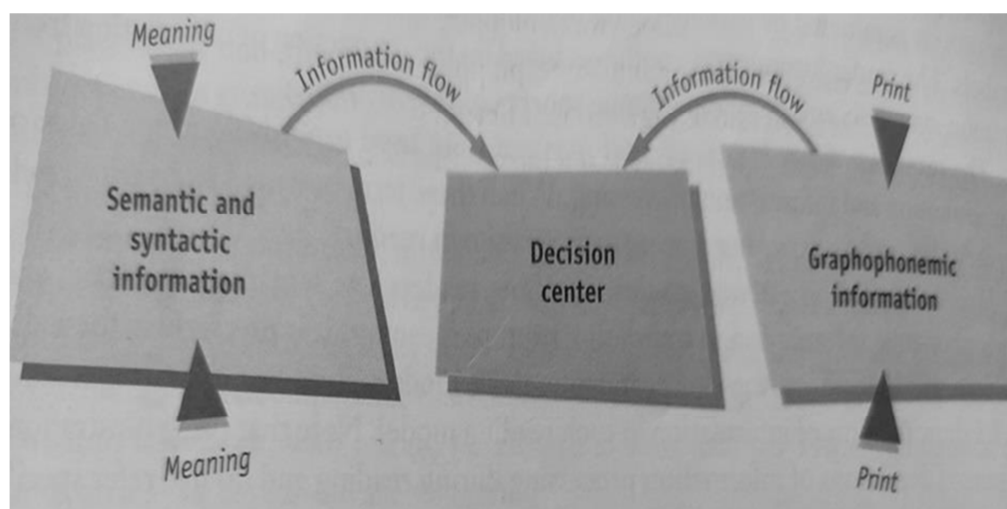 Meaning
Information flow
Information flow
Print
Semantic and
syntactic
information
Decision
center
Graphophonemic
information
Meaning
Print